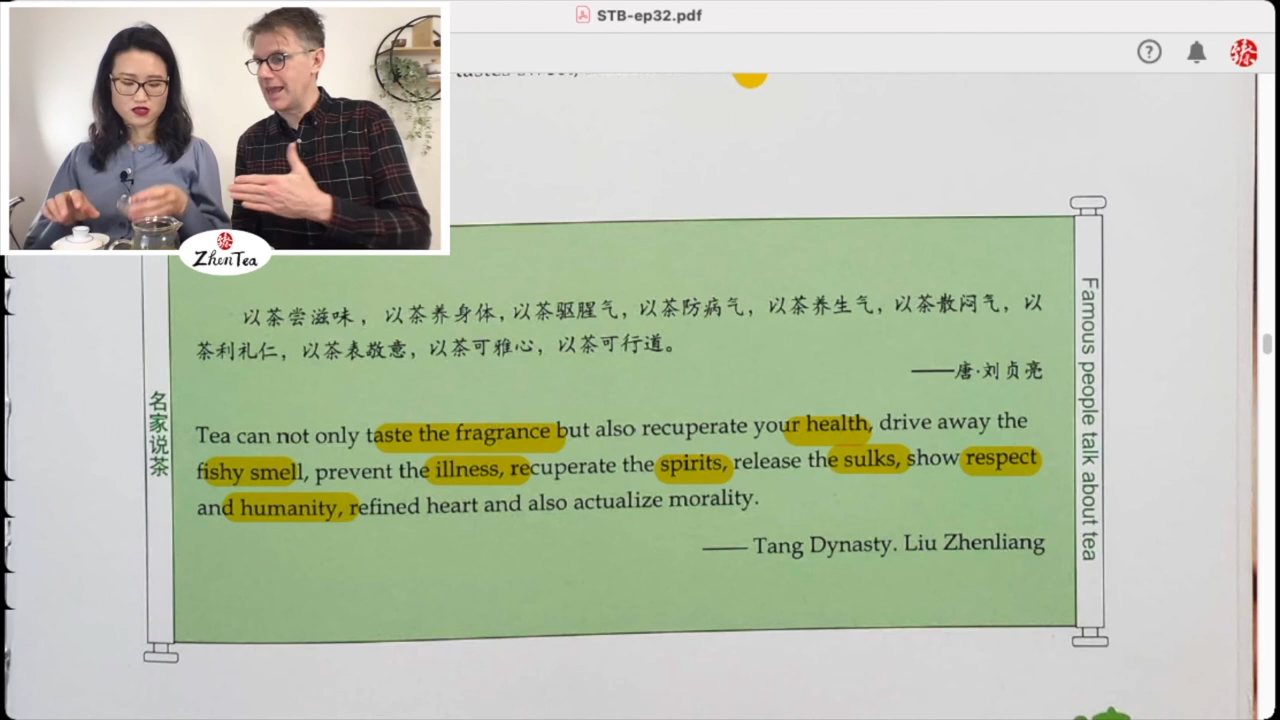 STB-ep32.pdf
?
ZhenTea
以茶尝滋味，以茶养身体，以茶驱腥气，以茶防病气，以茶养生气，以茶散闷气，以
茶利礼仁，以茶表敬意，以茶可雅心，以茶可行道。
——唐·刘贞亮
名家说茶
Tea can not only taste the fragrance but also recuperate your health, drive away the
fishy smell, prevent the illness, recuperate the spirits, release the sulks, show respect
and humanity, refined heart and also actualize morality.
—— Tang Dynasty. Liu Zhenliang
Famous people talk about tea